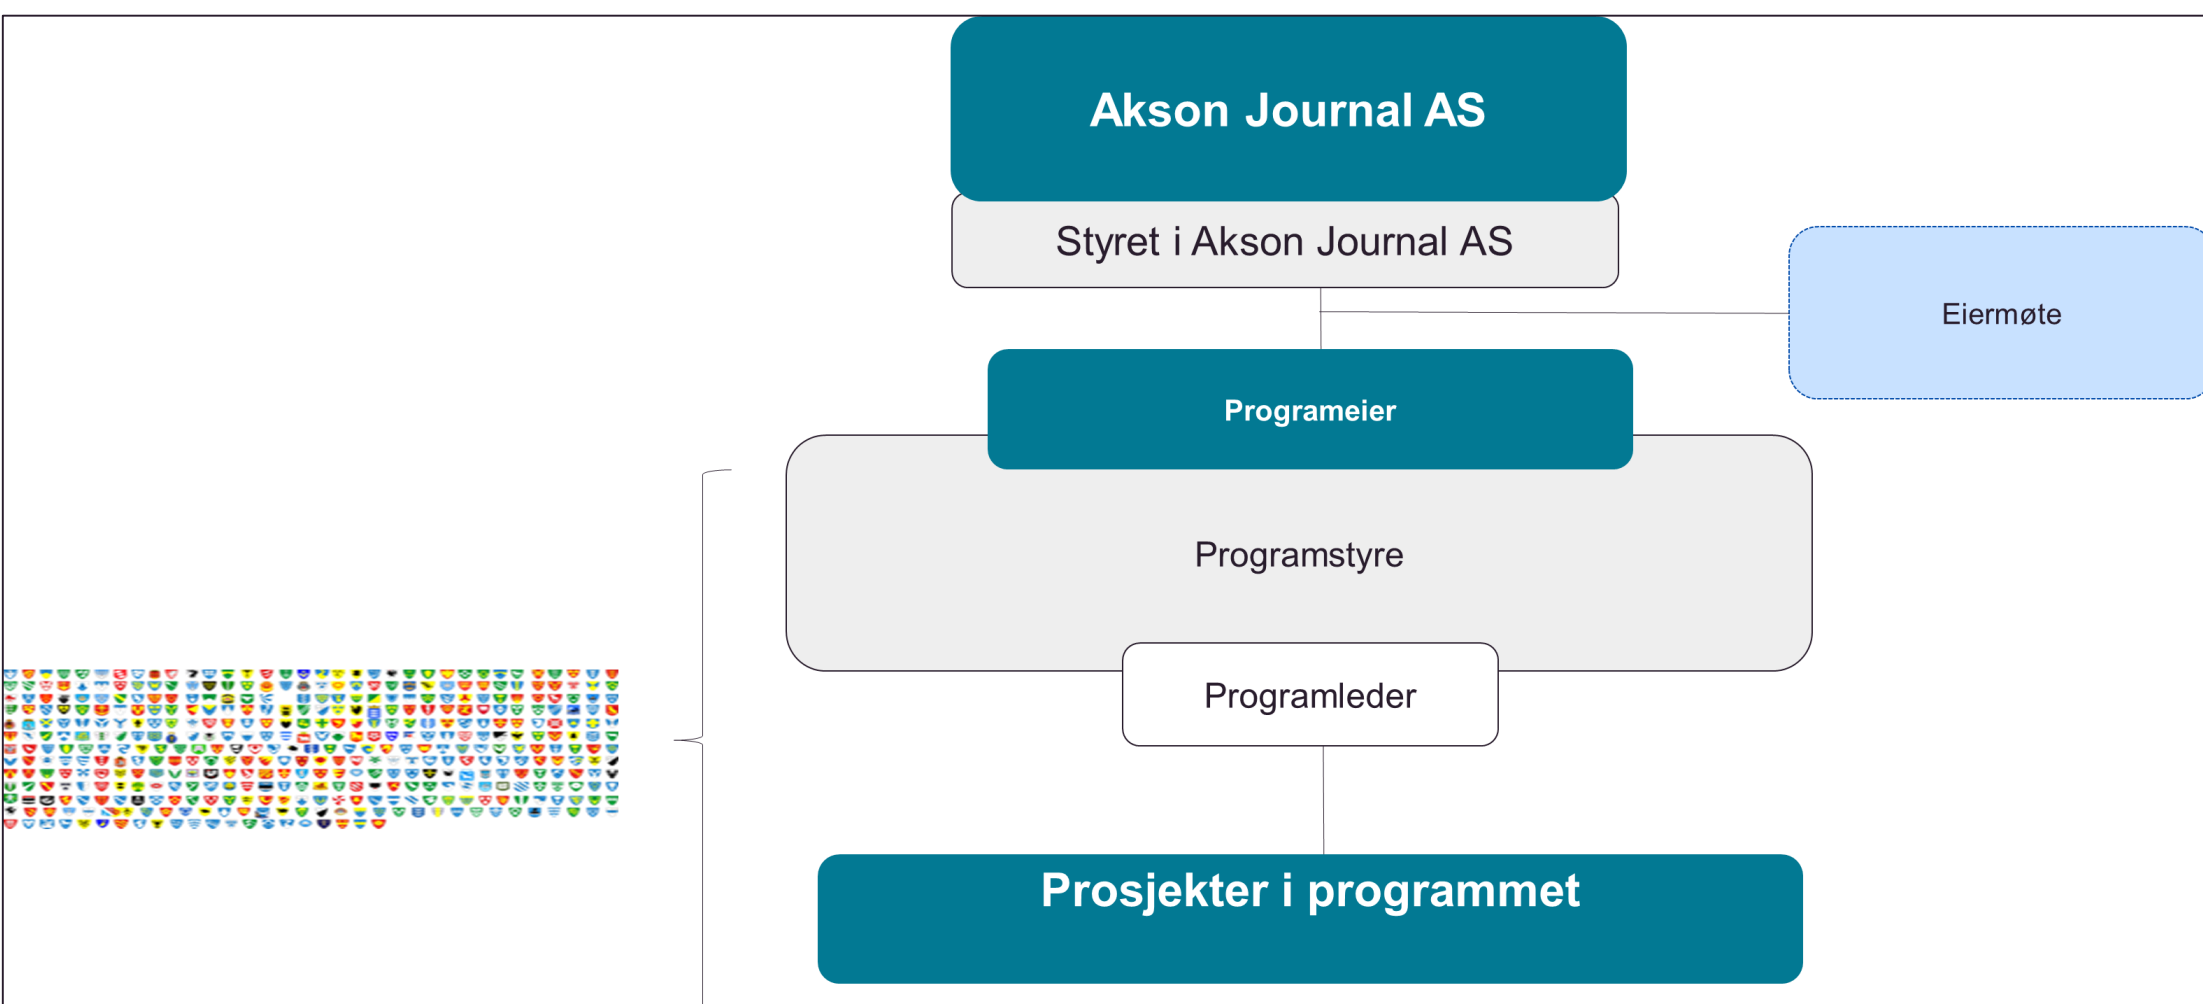 Akson Journal AS
Styret i Akson Journal AS
Eiermøte
Programeier
Programstyre
Programleder
Prosjekter i programmet